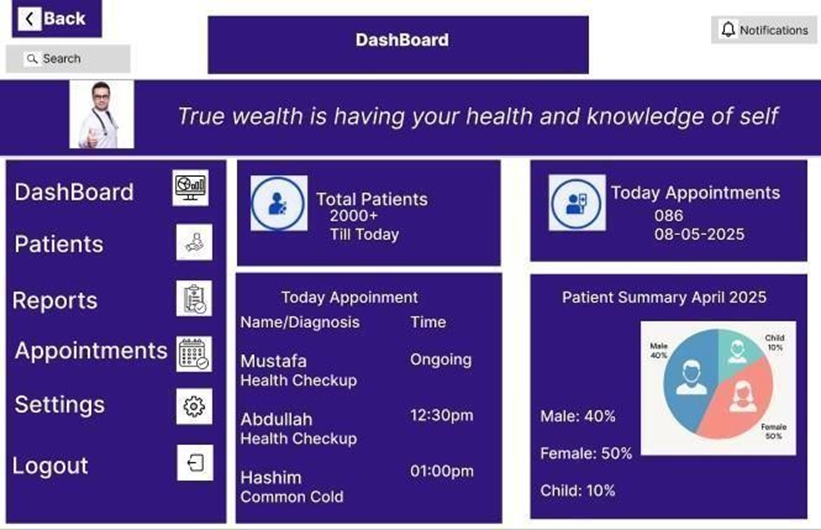 Back
DashBoard
Notifications
Search
True wealth is having your health and knowledge of self
DashBoard
Patients
Reports
Appointments
Settings
Logout
Total Patients
2000+
Till Today
Today Appointments
086
08-05-2025
Today Appoinment
Name/Diagnosis Time
Mustafa Ongoing
Health Checkup
Abdullah 12:30pm
Health Checkup
Hashim 01:00pm
Common Cold
Patient Summary April 2025
Male
40%
Child
10%
Female
50%
Male: 40%
Female: 50%
Child: 10%